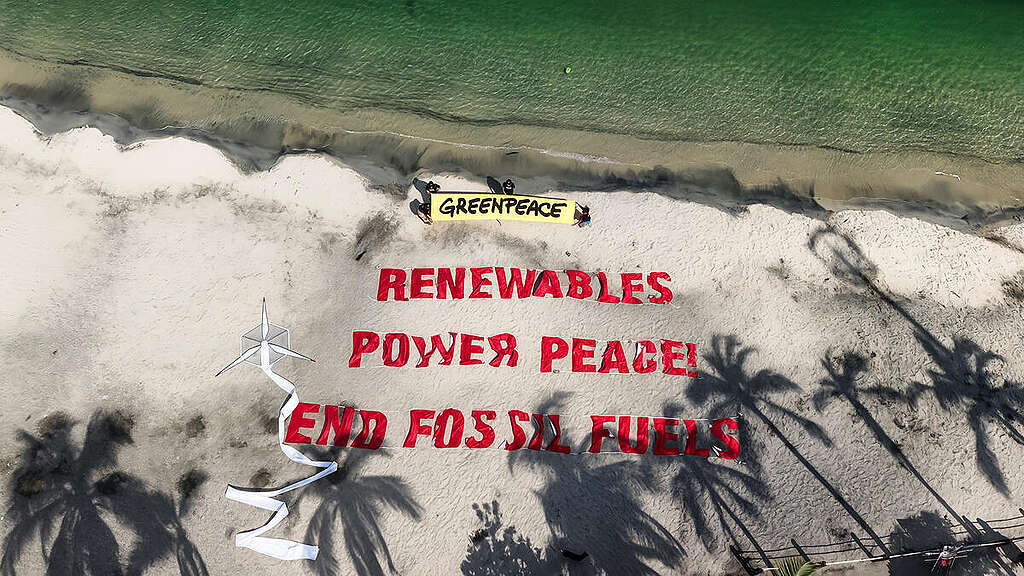 GREENPEACE
RENEWABLES
POWER PEACE!
END FOSSIL FUELS